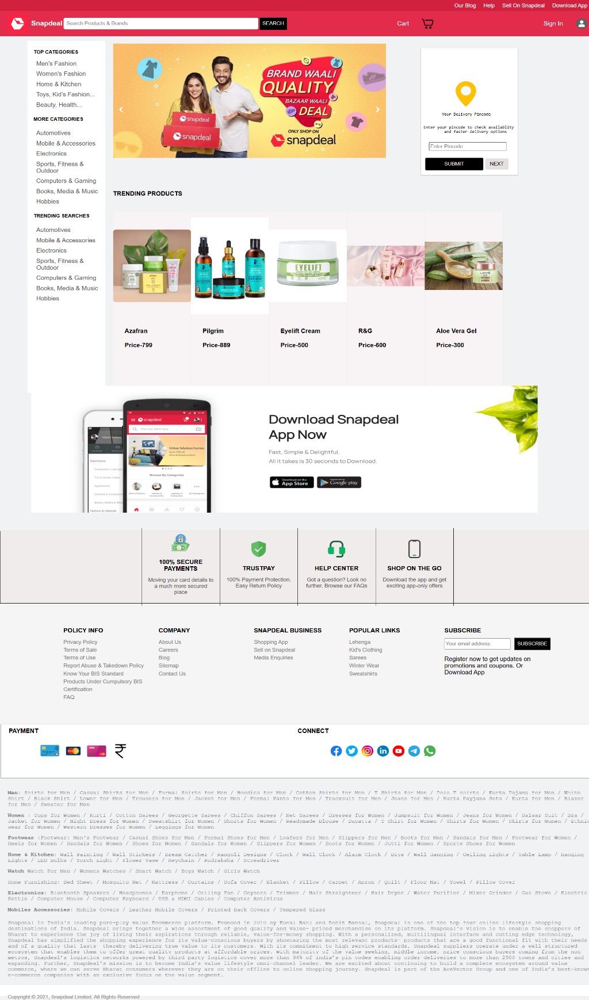 Our Blog Help Sell On Snapdeal Download App
Snapdeal Search Products & Brands SEARCH Cart Sign In
TOP CATEGORIES
Men's Fashion
Women's Fashion
Home & Kitchen
Toys, Kid's Fashion...
Beauty, Health...
MORE CATEGORIES
Automotives
Mobile & Accessories
Electronics
Sports, Fitness &
Outdoor
Computers & Gaming
Books, Media & Music
Hobbies
TRENDING SEARCHES
Automotives
Mobile & Accessories
Electronics
Sports, Fitness &
Outdoor
Computers & Gaming
Books, Media & Music
Hobbies
BRAND WAALI
QUALITY
BAZAAR WAALI
DEAL
ONLY SHOP ON
snapdeal
snapdeal
snapdeal
Your Delivery Pincode
Enter your pincode to check availablity
and faster delivery options
Enter Pincode
SUBMIT NEXT
TRENDING PRODUCTS
PILGRIM
EYELIFT
R&G
LAKMÉ
Azafran
Price-799
Pilgrim
Price-889
Eyelift Cream
Price-500
R&G
Price-600
Aloe Vera Gel
Price-300
snapdeal
Unbox fabulous homes
Browse By Categories
Electronics
Appliances
Fashion & Lifestyle
Download Snapdeal
App Now
Fast, Simple & Delightful.
All it takes is 30 seconds to Download.
Download on the
App Store
Google play
100% SECURE
PAYMENTS
Moving your card details to
a much more secured
place
TRUSTPAY
100% Payment Protection.
Easy Return Policy
HELP CENTER
Got a question? Look no
further. Browse our FAQs
SHOP ON THE GO
Download the app and get
exciting app-only offers
POLICY INFO
Privacy Policy
Terms of Sale
Terms of Use
Report Abuse & Takedown Policy
Know Your BIS Standard
Products Under Cumpulsory BIS
Certification
FAQ
COMPANY
About Us
Careers
Blog
Sitemap
Contact Us
SNAPDEAL BUSINESS
Shopping App
Sell on Snapdeal
Media Enquiries
POPULAR LINKS
Lehenga
Kid's Clothing
Sarees
Winter Wear
Sweatshirts
SUBSCRIBE
Your email address SUBSCRIBE
Register now to get updates on
promotions and coupons. Or
Download App
PAYMENT
CONNECT
Men: Shirts for Men / Casual Shirts for Men / Formal Shirts for Men / Hoodies for Men / Cotton Shirts for Men / T Shirts for Men / Polo T shirts / Kurta Pajama for Men / White
Shirt / Black Shirt / Lower for Men / Trousers for Men / Jacket for Men / Formal Pants for Men / Tracksuit for Men / Jeans for Men / Kurta Payjama Sets / Kurta for Men / Blazer
for Men / Sweater for Men
Women : Tops for Women / Kurti / Cotton Sarees / Georgette Sarees / Chiffon Sarees / Net Sarees / Dresses for Women / Jumpsuit for Women / Jeans for Women / Salwar Suit / Bra /
Jacket for Women / Night Dress for Women / Sweatshirt for Women / Shorts for Women / Readymade Blouse / Dupatta / T Shirt for Women / Shirts for Women / Skirts for Women / Ethnic
wear for Women / Western Dresses for Women / Leggings for Women
Footwear :Footwear: Men's Footwear / Casual Shoes for Men / Formal Shoes for Men / Loafers for Men / Slippers for Men / Boots for Men / Sandals for Men / Footwear for Women /
Heels for Women / Sandals for Women / Shoes for Women / Sandals for Women / Slippers for Women / Boots for Women / Jutti for Women / Sports Shoes for Women
Home & Kitchen: Wall Painting / Wall Stickers / Dream Catcher / Rangoli Designs / Clock / Wall Clock / Alarm Clock / Diya / Wall Hanging / Ceiling Lights / Table Lamp / Hanging
Lights / LED Bulbs / Torch Light / Flower Vase / Keychain / Rudraksha / Screwdriver
Watch Watch For Men / Womens Watches / Smart Watch / Boys Watch / Girls Watch
Home Furnishing: Bed Sheet / Mosquito Net / Mattress / Curtains / Sofa Cover / Blanket / Pillow / Carpet / Apron / Quilt / Floor Mat / Towel / Pillow Cover
Electronics: Bluetooth Speakers / Headphones / Earphone / Ceiling Fan / Geysers / Trimmer / Hair Straightner / Hair Dryer / Water Purifier / Mixer Grinder / Gas Stove / Electric
Kettle / Computer Mouse / Computer Keyboard / USB & HDMI Cables / Computer Antivirus
Mobiles Accessories: Mobile Covers / Leather Mobile Covers / Printed Back Covers / Tempered Glass
Snapdeal is India's leading pure-play value Ecommerce platform. Founded in 2010 by Kunal Bahl and Rohit Bansal, Snapdeal is one of the top four online lifestyle shopping
destinations of India. Snapdeal brings together a wide assortment of good quality and value- priced merchandise on its platform. Snapdeal's vision is to enable the shoppers of
Bharat to experience the joy of living their aspirations through reliable, value-for-money shopping. With a personalized, multilingual interface and cutting edge technology,
Snapdeal has simplified the shopping experience for its value-conscious buyers by showcasing the most relevant products- products that are a good functional fit with their needs
and of a quality that lasts- thereby delivering true value to its customers. With its commitment to high service standards, Snapdeal suppliers operate under a well structured
ecosystem that enables them to offer great quality products at affordable prices. With majority of the value seeking, middle income, price conscious buyers coming from the non
metros, Snapdeal's logistics networks powered by third party logistics cover more than 96% of India's pin codes enabling order deliveries to more than 2500 towns and cities and
expanding. Further, Snapdeal's mission is to become India's value lifestyle omni-channel leader. We are excited about continuing to build a complete ecosystem around value
commerce, where we can serve Bharat consumers wherever they are on their offline to online shopping journey. Snapdeal is part of the AceVector Group and one of India's best-known
e-commerce companies with an exclusive focus on the value segment.
Copyright © 2021, Snapdeal Limited. All Rights Reserved